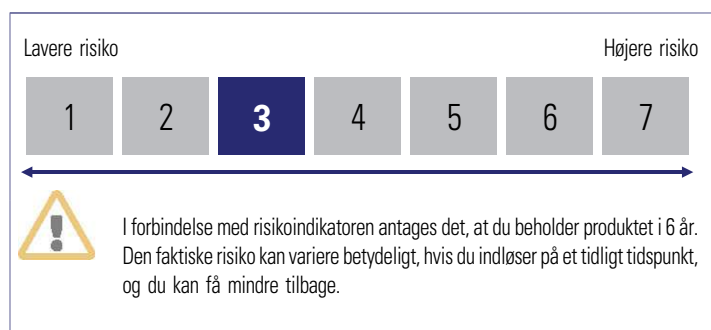 Lavere risiko Højere risiko
1 2 3 4 5 6 7
I forbindelse med risikoindikatoren antages det, at du beholder produktet i 6 år.
Den faktiske risiko kan variere betydeligt, hvis du indløser på et tidligt tidspunkt,
og du kan få mindre tilbage.